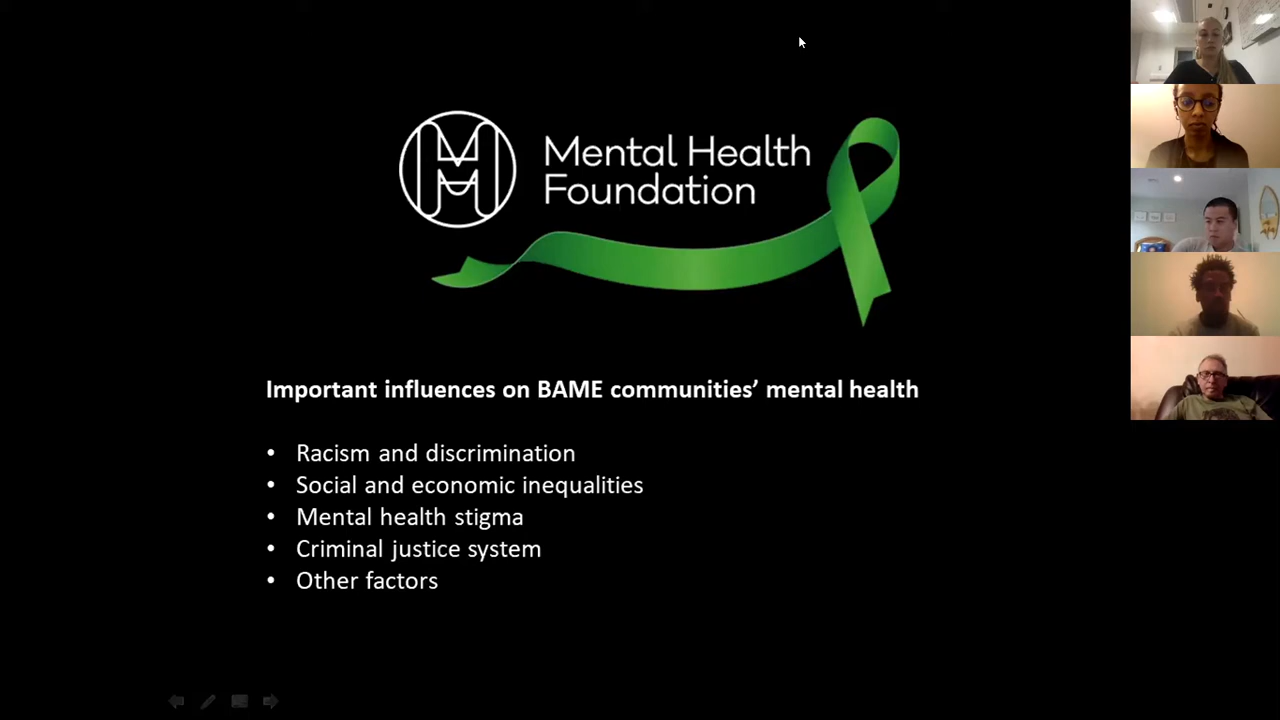 Mental Health
Foundation
Important influences on BAME communities’ mental health
• Racism and discrimination
• Social and economic inequalities
• Mental health stigma
• Criminal justice system
• Other factors